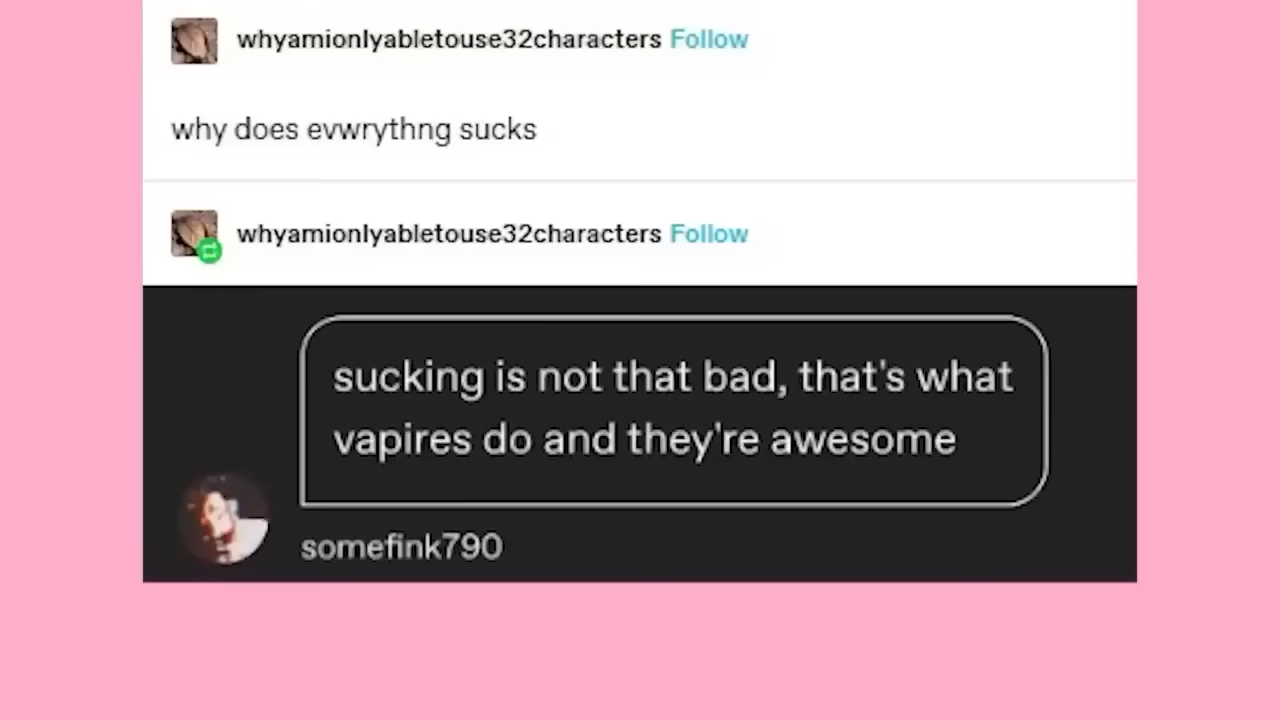 whyamionlyabletouse32characters Follow
why does evwrythng sucks
whyamionlyabletouse32characters Follow
sucking is not that bad, that's what
vapires do and they're awesome
somefink790